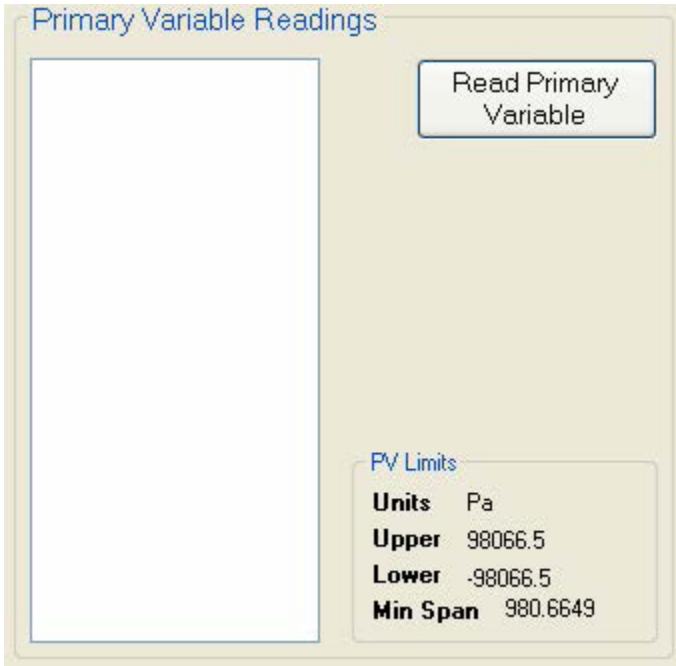 Primary Variable Readings
Read Primary
Variable
PV Limits
Units Pa
Upper 98066.5
Lower -98066.5
Min Span 980.6649